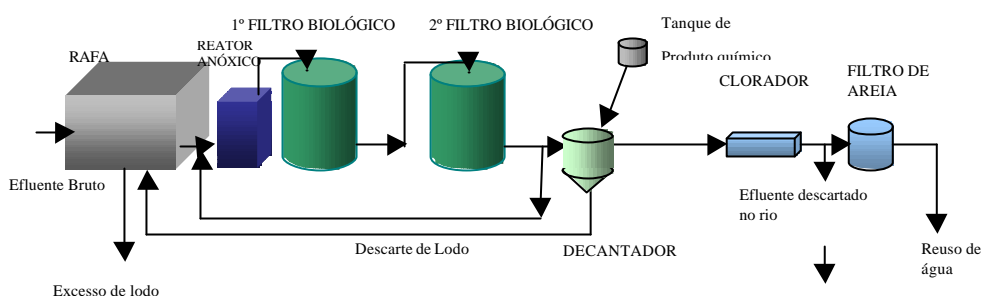 1º FILTRO BIOLÓGICO
2º FILTRO BIOLÓGICO
Tanque de
Produto químico
RAFA
REATOR
ANÓXICO
CLORADOR
FILTRO DE
AREIA
Efluente Bruto
Efluente descartado
no rio
Descarte de Lodo
DECANTADOR
Reuso de
água
Excesso de lodo